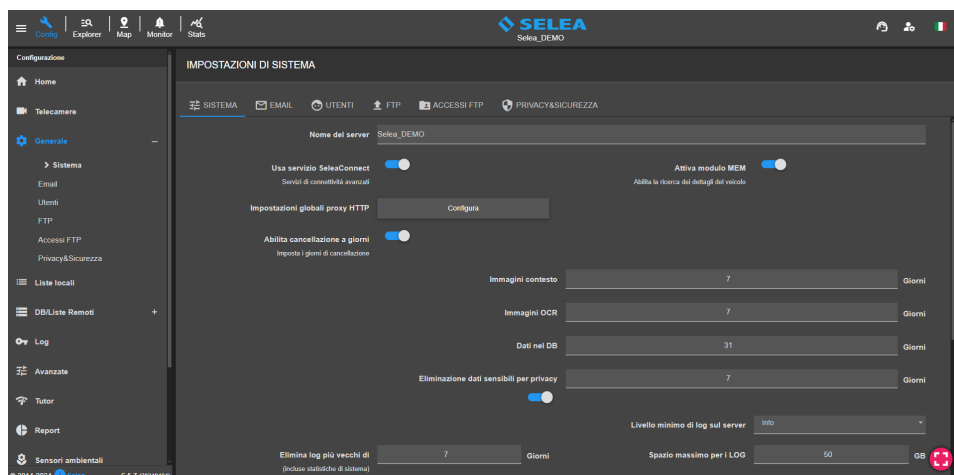 Config
Explorer
Map
Monitor
Stats
SELEA
Selea_DEMO
Configurazione
Home
Telecamere
Generale
Sistema
Email
Utenti
FTP
Accessi FTP
Privacy&Sicurezza
Liste locali
DB/Liste Remoti
Log
Avanzate
Tutor
Report
Sensori ambientali
IMPOSTAZIONI DI SISTEMA
SISTEMA EMAIL UTENTI FTP ACCESSI FTP PRIVACY&SICUREZZA
Nome del server Selea_DEMO
Usa servizio SeleaConnect
Servizi di connettività avanzati
Attiva modulo MEM
Abilita la ricerca dei dettagli del veicolo
Impostazioni globali proxy HTTP Configura
Abilita cancellazione a giorni
Imposta i giorni di cancellazione
Immagini contesto 7 Giorni
Immagini OCR 7 Giorni
Dati nel DB 31 Giorni
Eliminazione dati sensibili per privacy 7 Giorni
Livello minimo di log sul server Info
Elimina log più vecchi di 7 Giorni
(incluse statistiche di sistema)
Spazio massimo per i LOG 50 GB